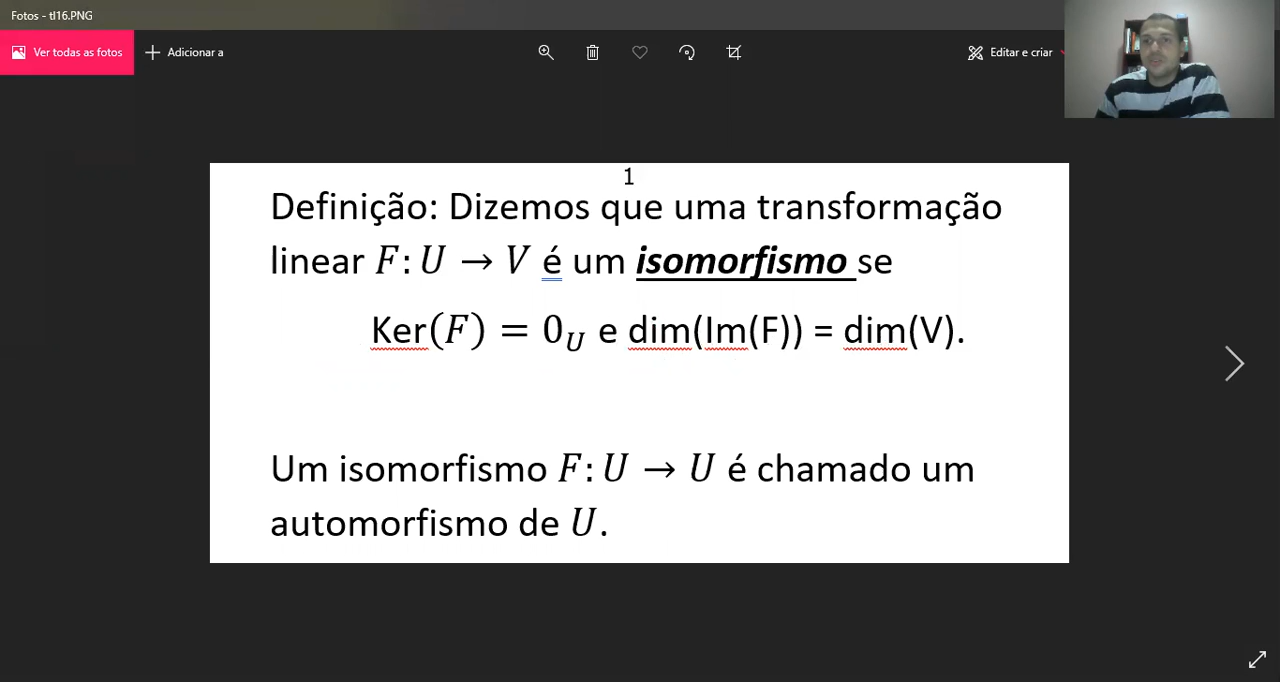 Fotos - tl16.PNG
Ver todas as fotos
Adicionar a
Editar e criar
1
Definição: Dizemos que uma transformação
linear F: U → V é um isomorfismo se
Ker(F) = 0_U e dim(Im(F)) = dim(V).
Um isomorfismo F: U → U é chamado um
automorfismo de U.